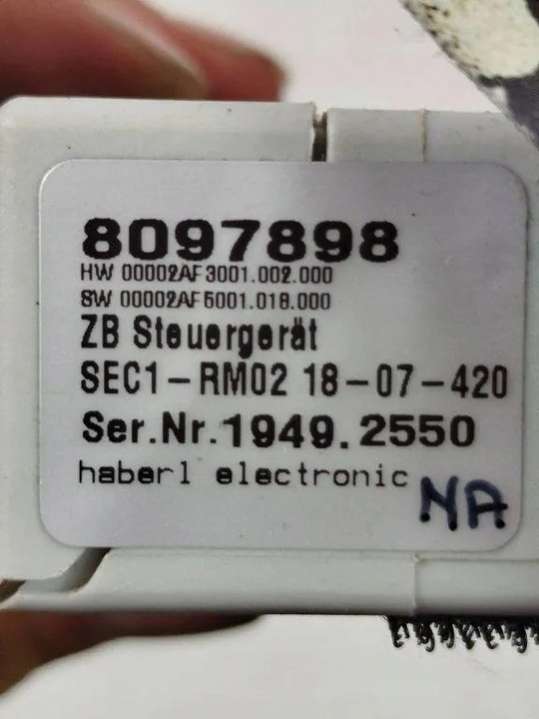 8097898
HW 00002AF3001.002.000
SW 00002AF5001.018.000
ZB Steuergerät
SEC1-RM02 18-07-420
Ser.Nr.1949.2550
haberl electronic
NA